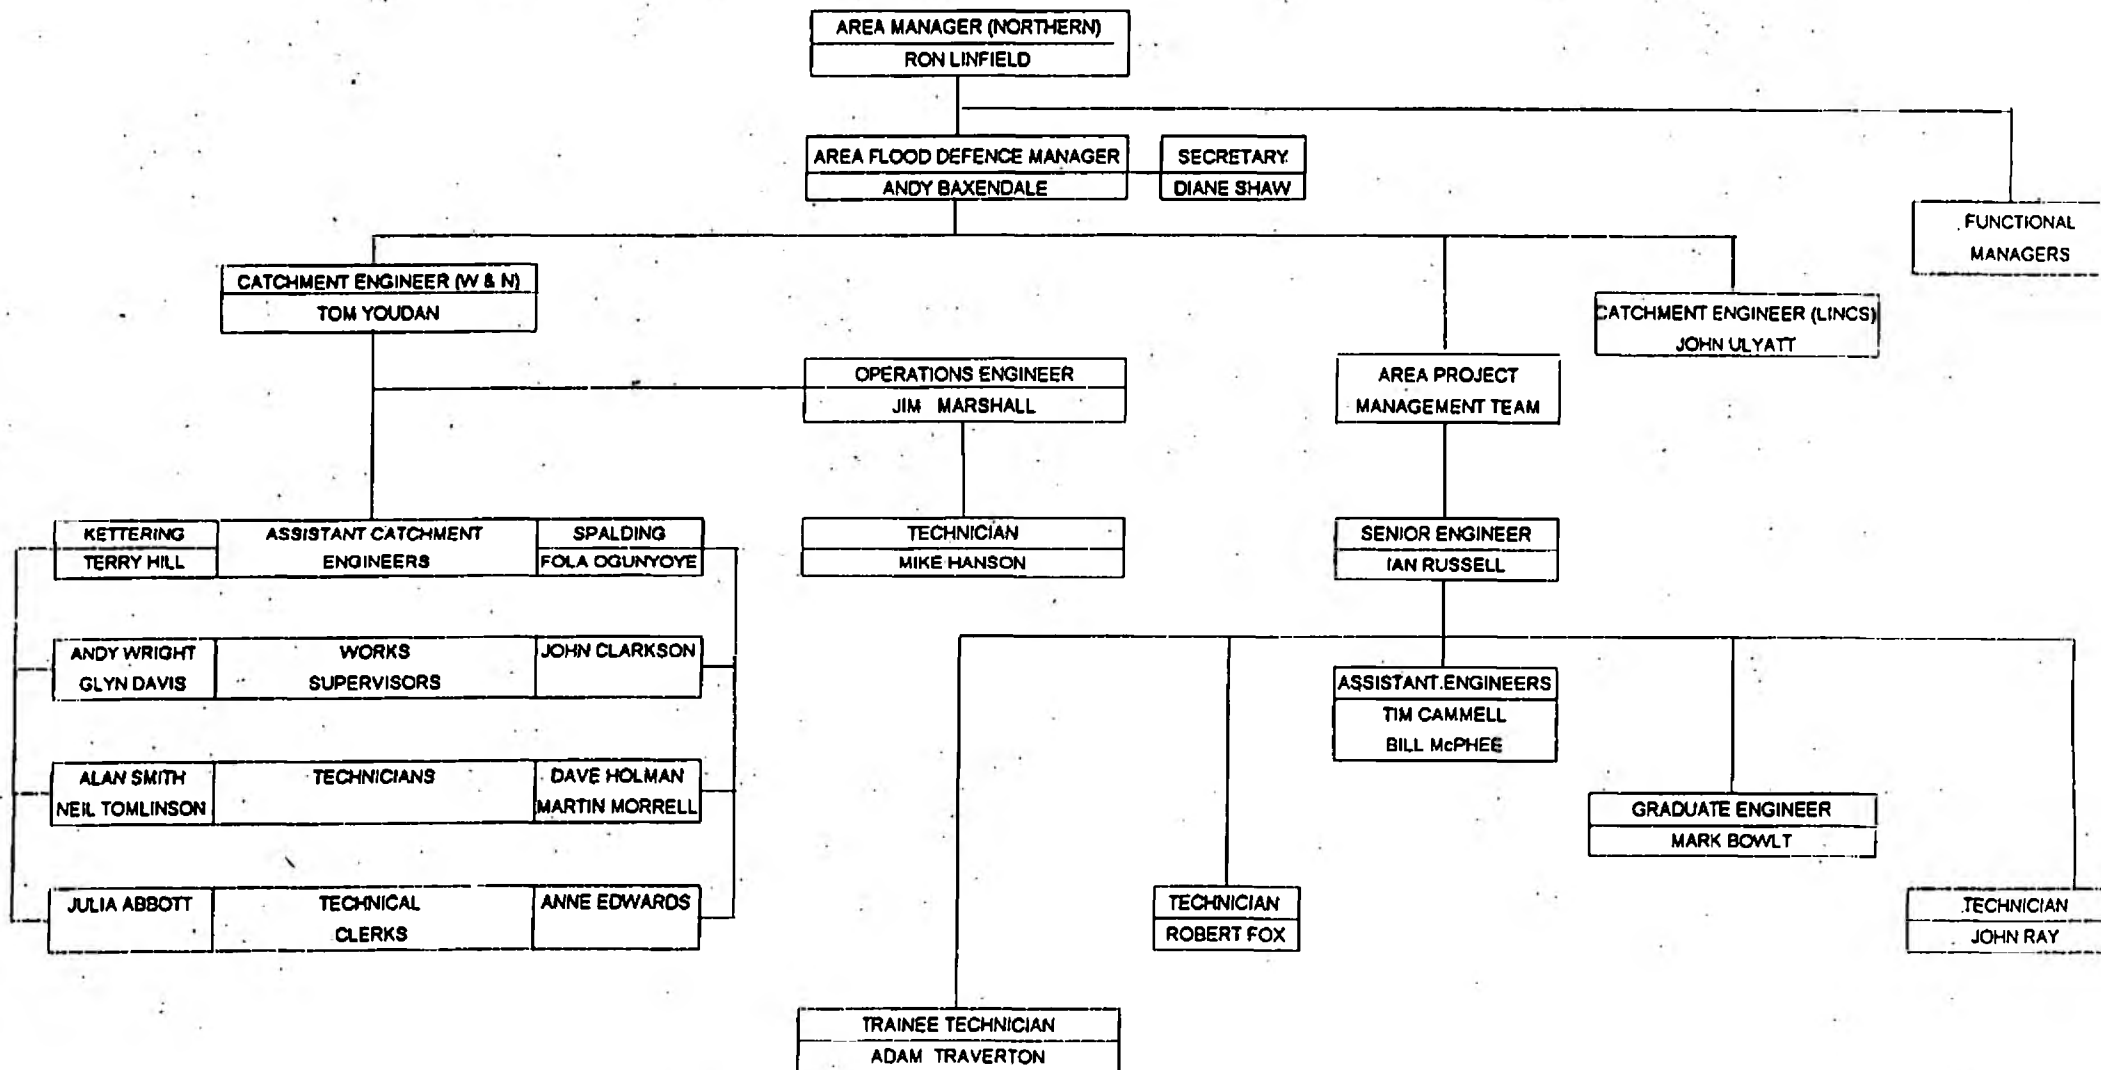 AREA MANAGER (NORTHERN)
RON LINFIELD
AREA FLOOD DEFENCE MANAGER
ANDY BAXENDALE
SECRETARY
DIANE SHAW
FUNCTIONAL
MANAGERS
CATCHMENT ENGINEER (W & N)
TOM YOUDAN
CATCHMENT ENGINEER (LINCS)
JOHN ULYATT
OPERATIONS ENGINEER
JIM MARSHALL
AREA PROJECT
MANAGEMENT TEAM
KETTERING
TERRY HILL
ASSISTANT CATCHMENT
ENGINEERS
SPALDING
FOLA OGUNYOYE
TECHNICIAN
MIKE HANSON
SENIOR ENGINEER
IAN RUSSELL
ANDY WRIGHT
GLYN DAVIS
WORKS
SUPERVISORS
JOHN CLARKSON
ASSISTANT ENGINEERS
TIM CAMMELL
BILL McPHEE
ALAN SMITH
NEIL TOMLINSON
TECHNICIANS
DAVE HOLMAN
MARTIN MORRELL
GRADUATE ENGINEER
MARK BOWLT
JULIA ABBOTT
TECHNICAL
CLERKS
ANNE EDWARDS
TECHNICIAN
ROBERT FOX
TECHNICIAN
JOHN RAY
TRAINEE TECHNICIAN
ADAM TRAVERTON